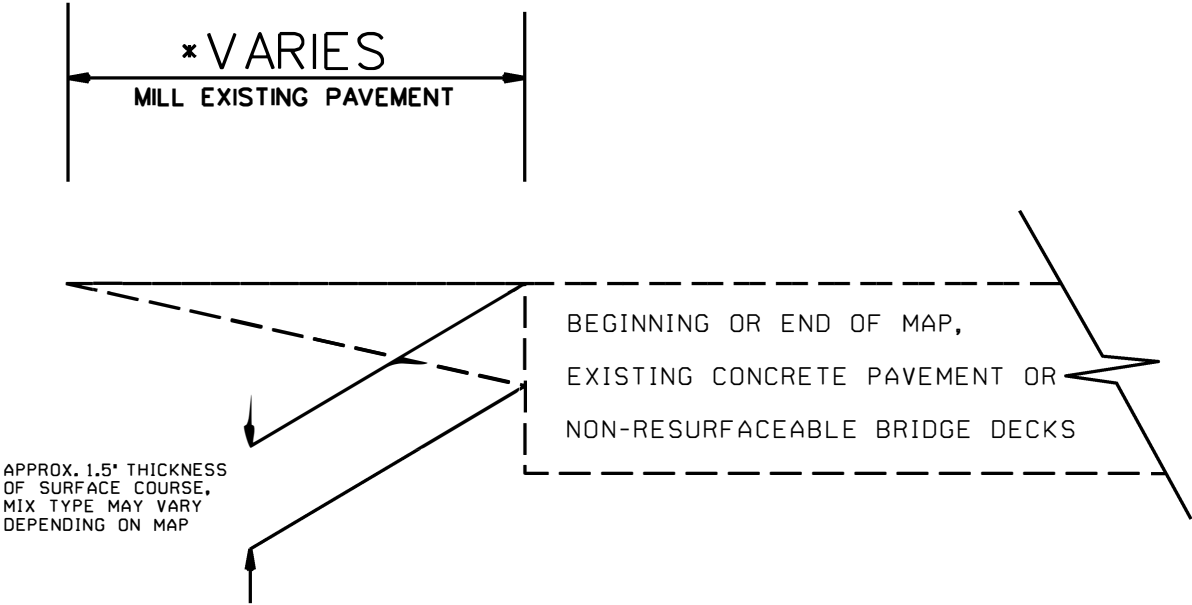 *VARIES
MILL EXISTING PAVEMENT
BEGINNING OR END OF MAP,
EXISTING CONCRETE PAVEMENT OR
NON-RESURFACEABLE BRIDGE DECKS
APPROX. 1.5" THICKNESS
OF SURFACE COURSE,
MIX TYPE MAY VARY
DEPENDING ON MAP